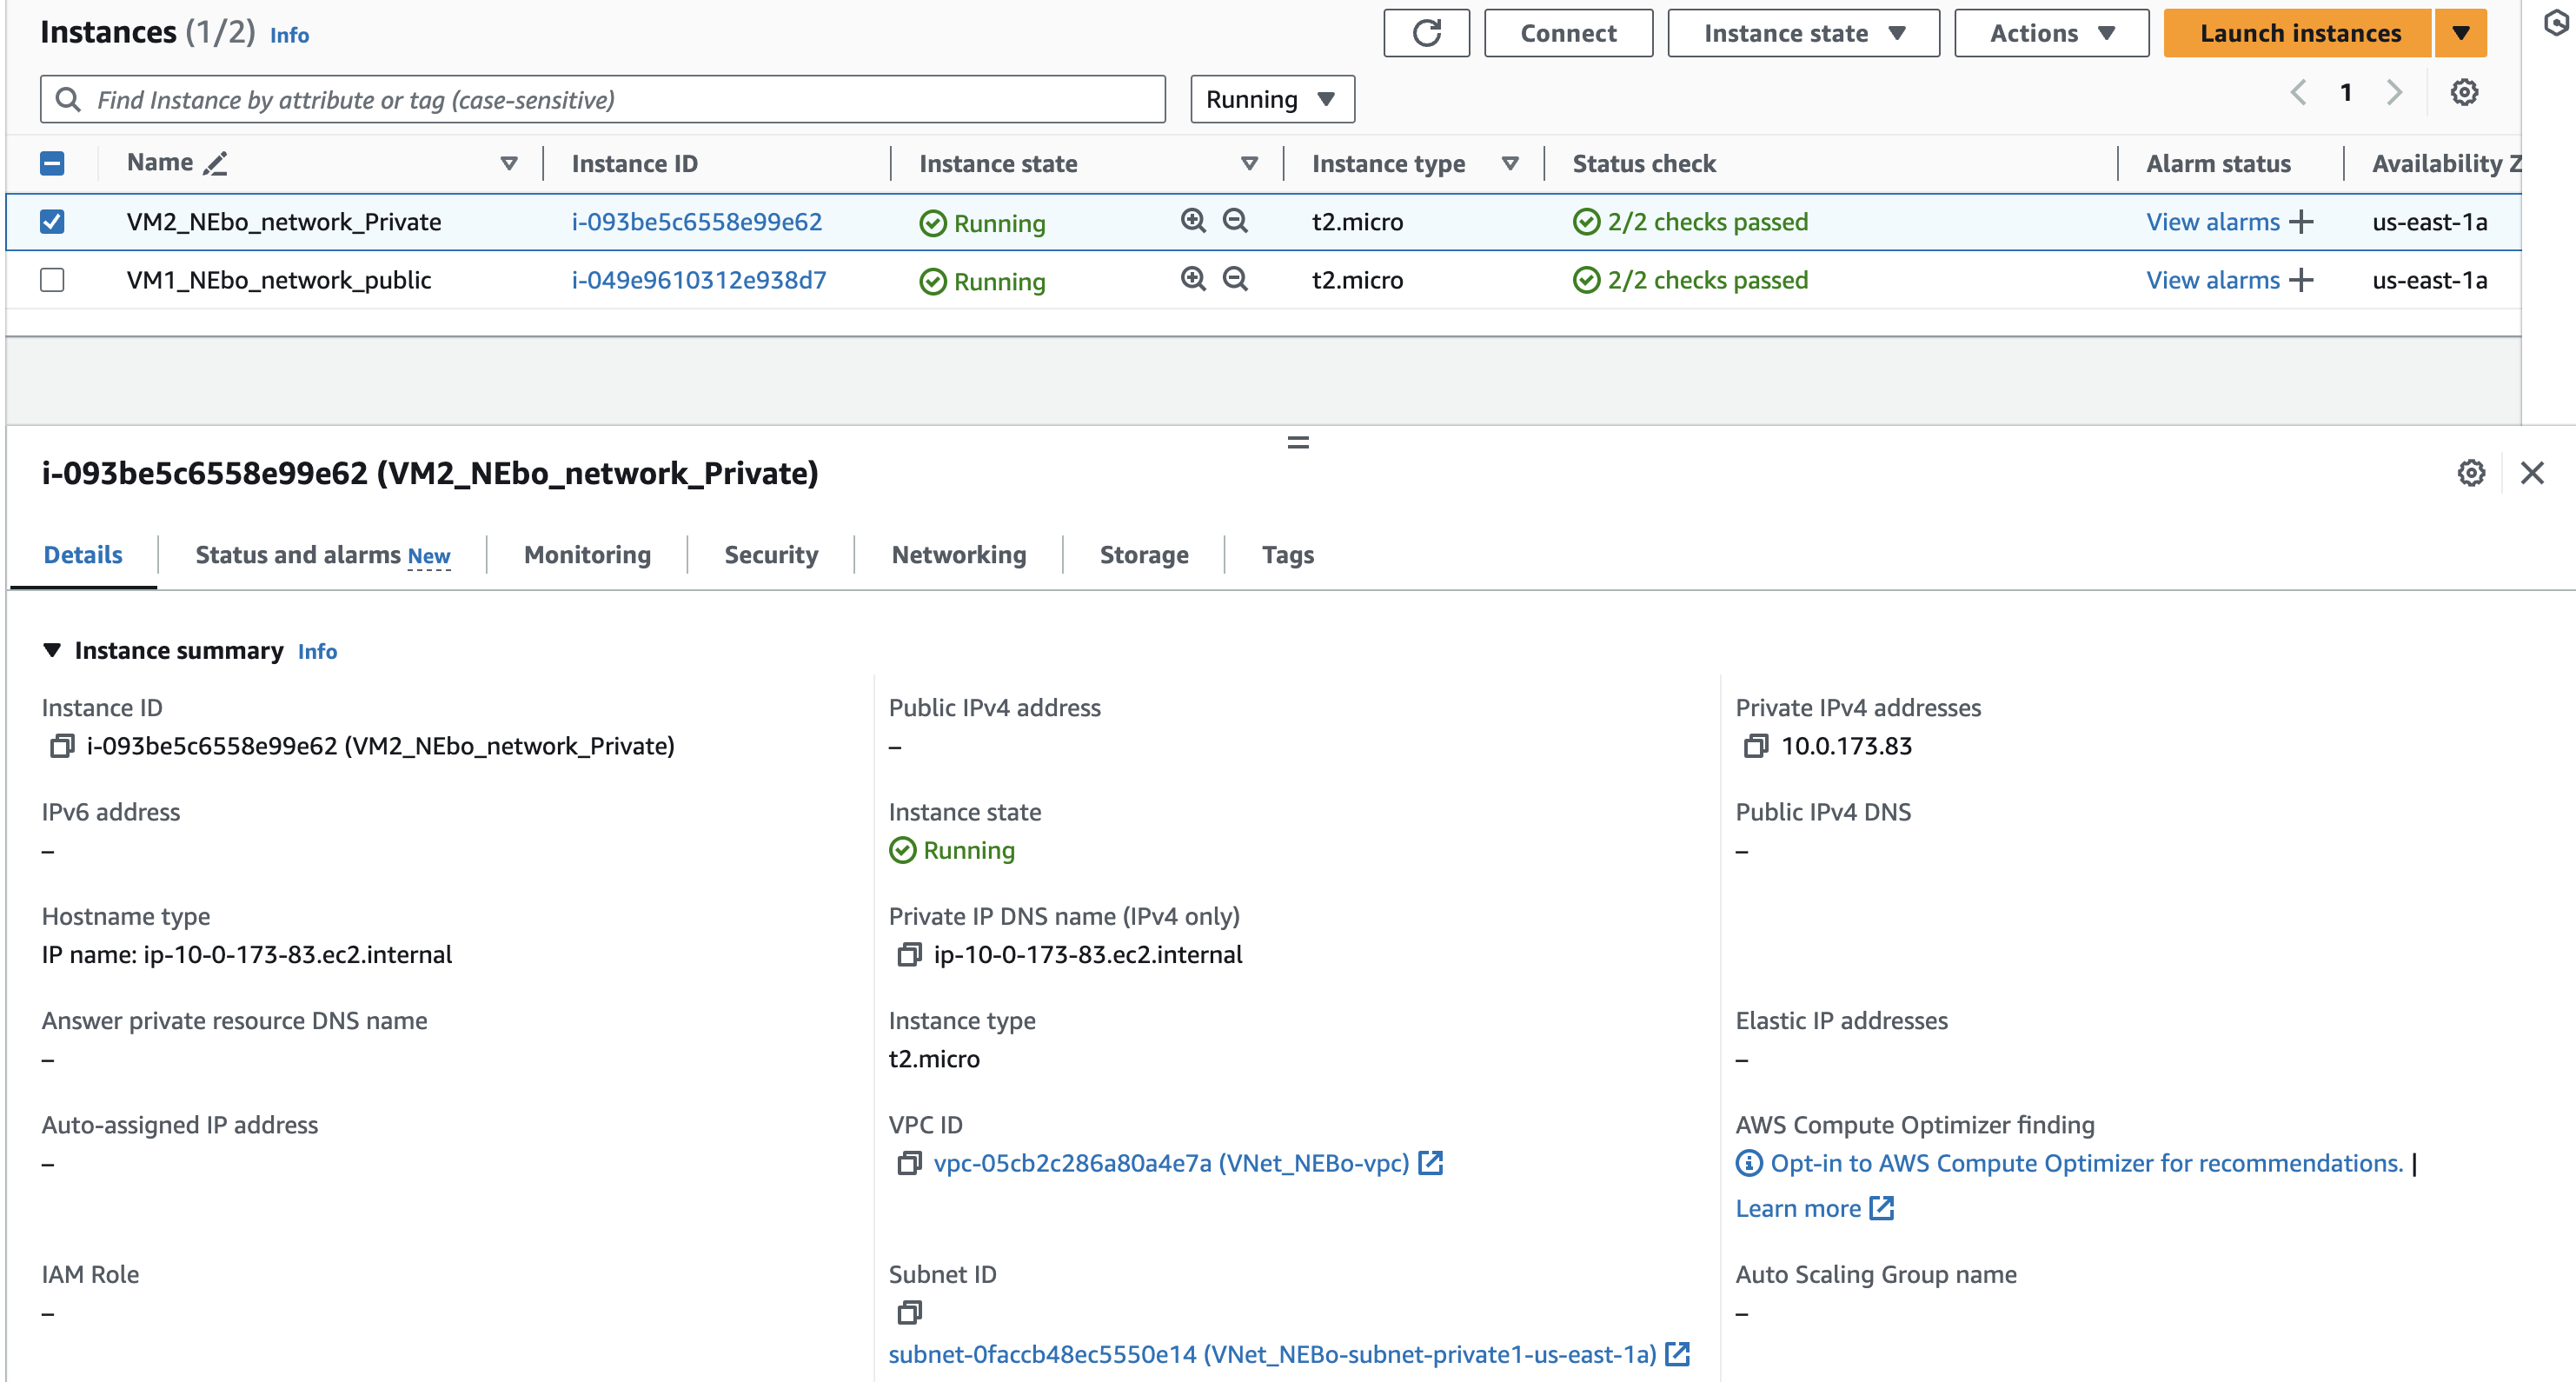 Instances (1/2) Info
Connect
Instance state
Actions
Launch instances
Find Instance by attribute or tag (case-sensitive)
Running
1
Name
Instance ID
Instance state
Instance type
Status check
Alarm status
Availability Z
VM2_NEbo_network_Private i-093be5c6558e99e62 Running t2.micro 2/2 checks passed View alarms us-east-1a
VM1_NEbo_network_public i-049e9610312e938d7 Running t2.micro 2/2 checks passed View alarms us-east-1a
i-093be5c6558e99e62 (VM2_NEbo_network_Private)
Details Status and alarms New Monitoring Security Networking Storage Tags
Instance summary Info
Instance ID
i-093be5c6558e99e62 (VM2_NEbo_network_Private)
Public IPv4 address
–
Private IPv4 addresses
10.0.173.83
IPv6 address
–
Instance state
Running
Public IPv4 DNS
–
Hostname type
IP name: ip-10-0-173-83.ec2.internal
Private IP DNS name (IPv4 only)
ip-10-0-173-83.ec2.internal
Answer private resource DNS name
–
Instance type
t2.micro
Elastic IP addresses
–
Auto-assigned IP address
–
VPC ID
vpc-05cb2c286a80a4e7a (VNet_NEBo-vpc)
AWS Compute Optimizer finding
Opt-in to AWS Compute Optimizer for recommendations. |
Learn more
IAM Role
–
Subnet ID
subnet-0faccb48ec5550e14 (VNet_NEBo-subnet-private1-us-east-1a)
Auto Scaling Group name
–